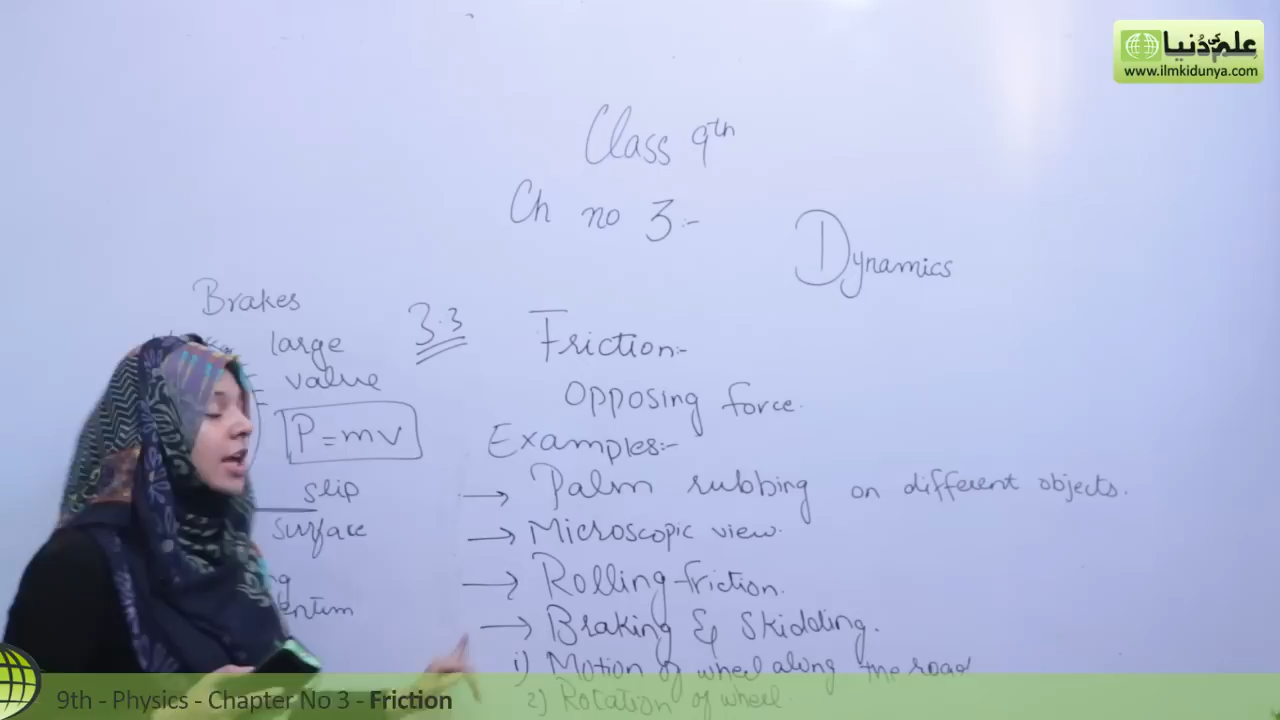 علم کی دُنیا
www.ilmkidunya.com
Class 9th
Ch no 3:-
Dynamics
Brakes
large
value
P = mv
slip
surface
3.3 Friction:-
Opposing force.
Examples:-
→ Palm rubbing on different objects.
→ Microscopic view.
→ Rolling friction.
→ Braking & Skidding.
i) Motion of wheel along the road
2) Rotation of wheel.
9th - Physics - Chapter No 3 - Friction